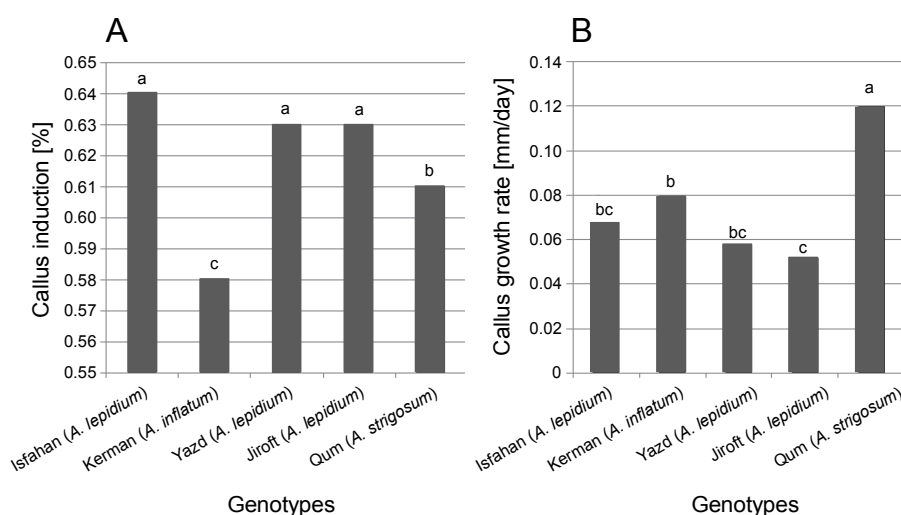 A
Callus induction [%]
0.65
0.64
0.63
0.62
0.61
0.60
0.59
0.58
0.57
0.56
0.55
a
c
a
a
b
Isfahan (A. lepidium)
Kerman (A. inflatum)
Yazd (A. lepidium)
Jiroft (A. lepidium)
Qum (A. strigosum)
Genotypes
B
Callus growth rate [mm/day]
0.14
0.12
0.10
0.08
0.06
0.04
0.02
0
bc
b
bc
c
a
Isfahan (A. lepidium)
Kerman (A. inflatum)
Yazd (A. lepidium)
Jiroft (A. lepidium)
Qum (A. strigosum)
Genotypes